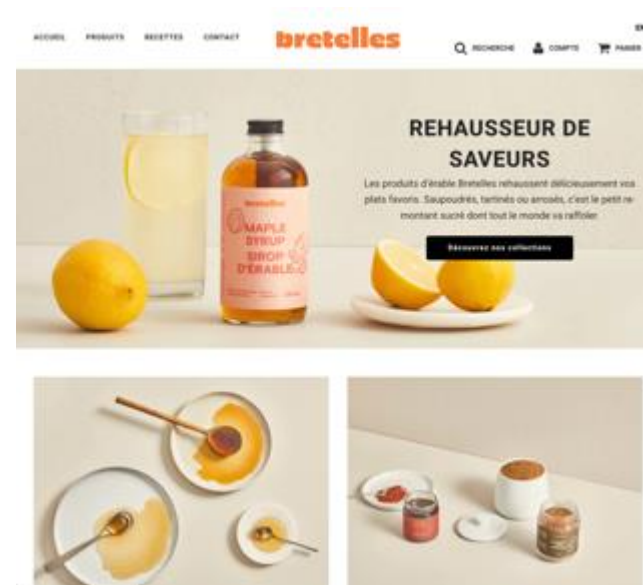 EN
ACCUEIL PRODUITS RECETTES CONTACT
bretelles
RECHERCHE COMPTE PANIER
REHAUSSEUR DE
SAVEURS
Les produits d'érable Bretelles rehaussent délicieusement vos
plats favoris. Saupoudrés, tartinés ou arrosés, c'est le petit re-
montant sucré dont tout le monde va raffoler.
Découvrez nos collections
bretelles
MAPLE
SYRUP
SIROP
D'ÉRABLE